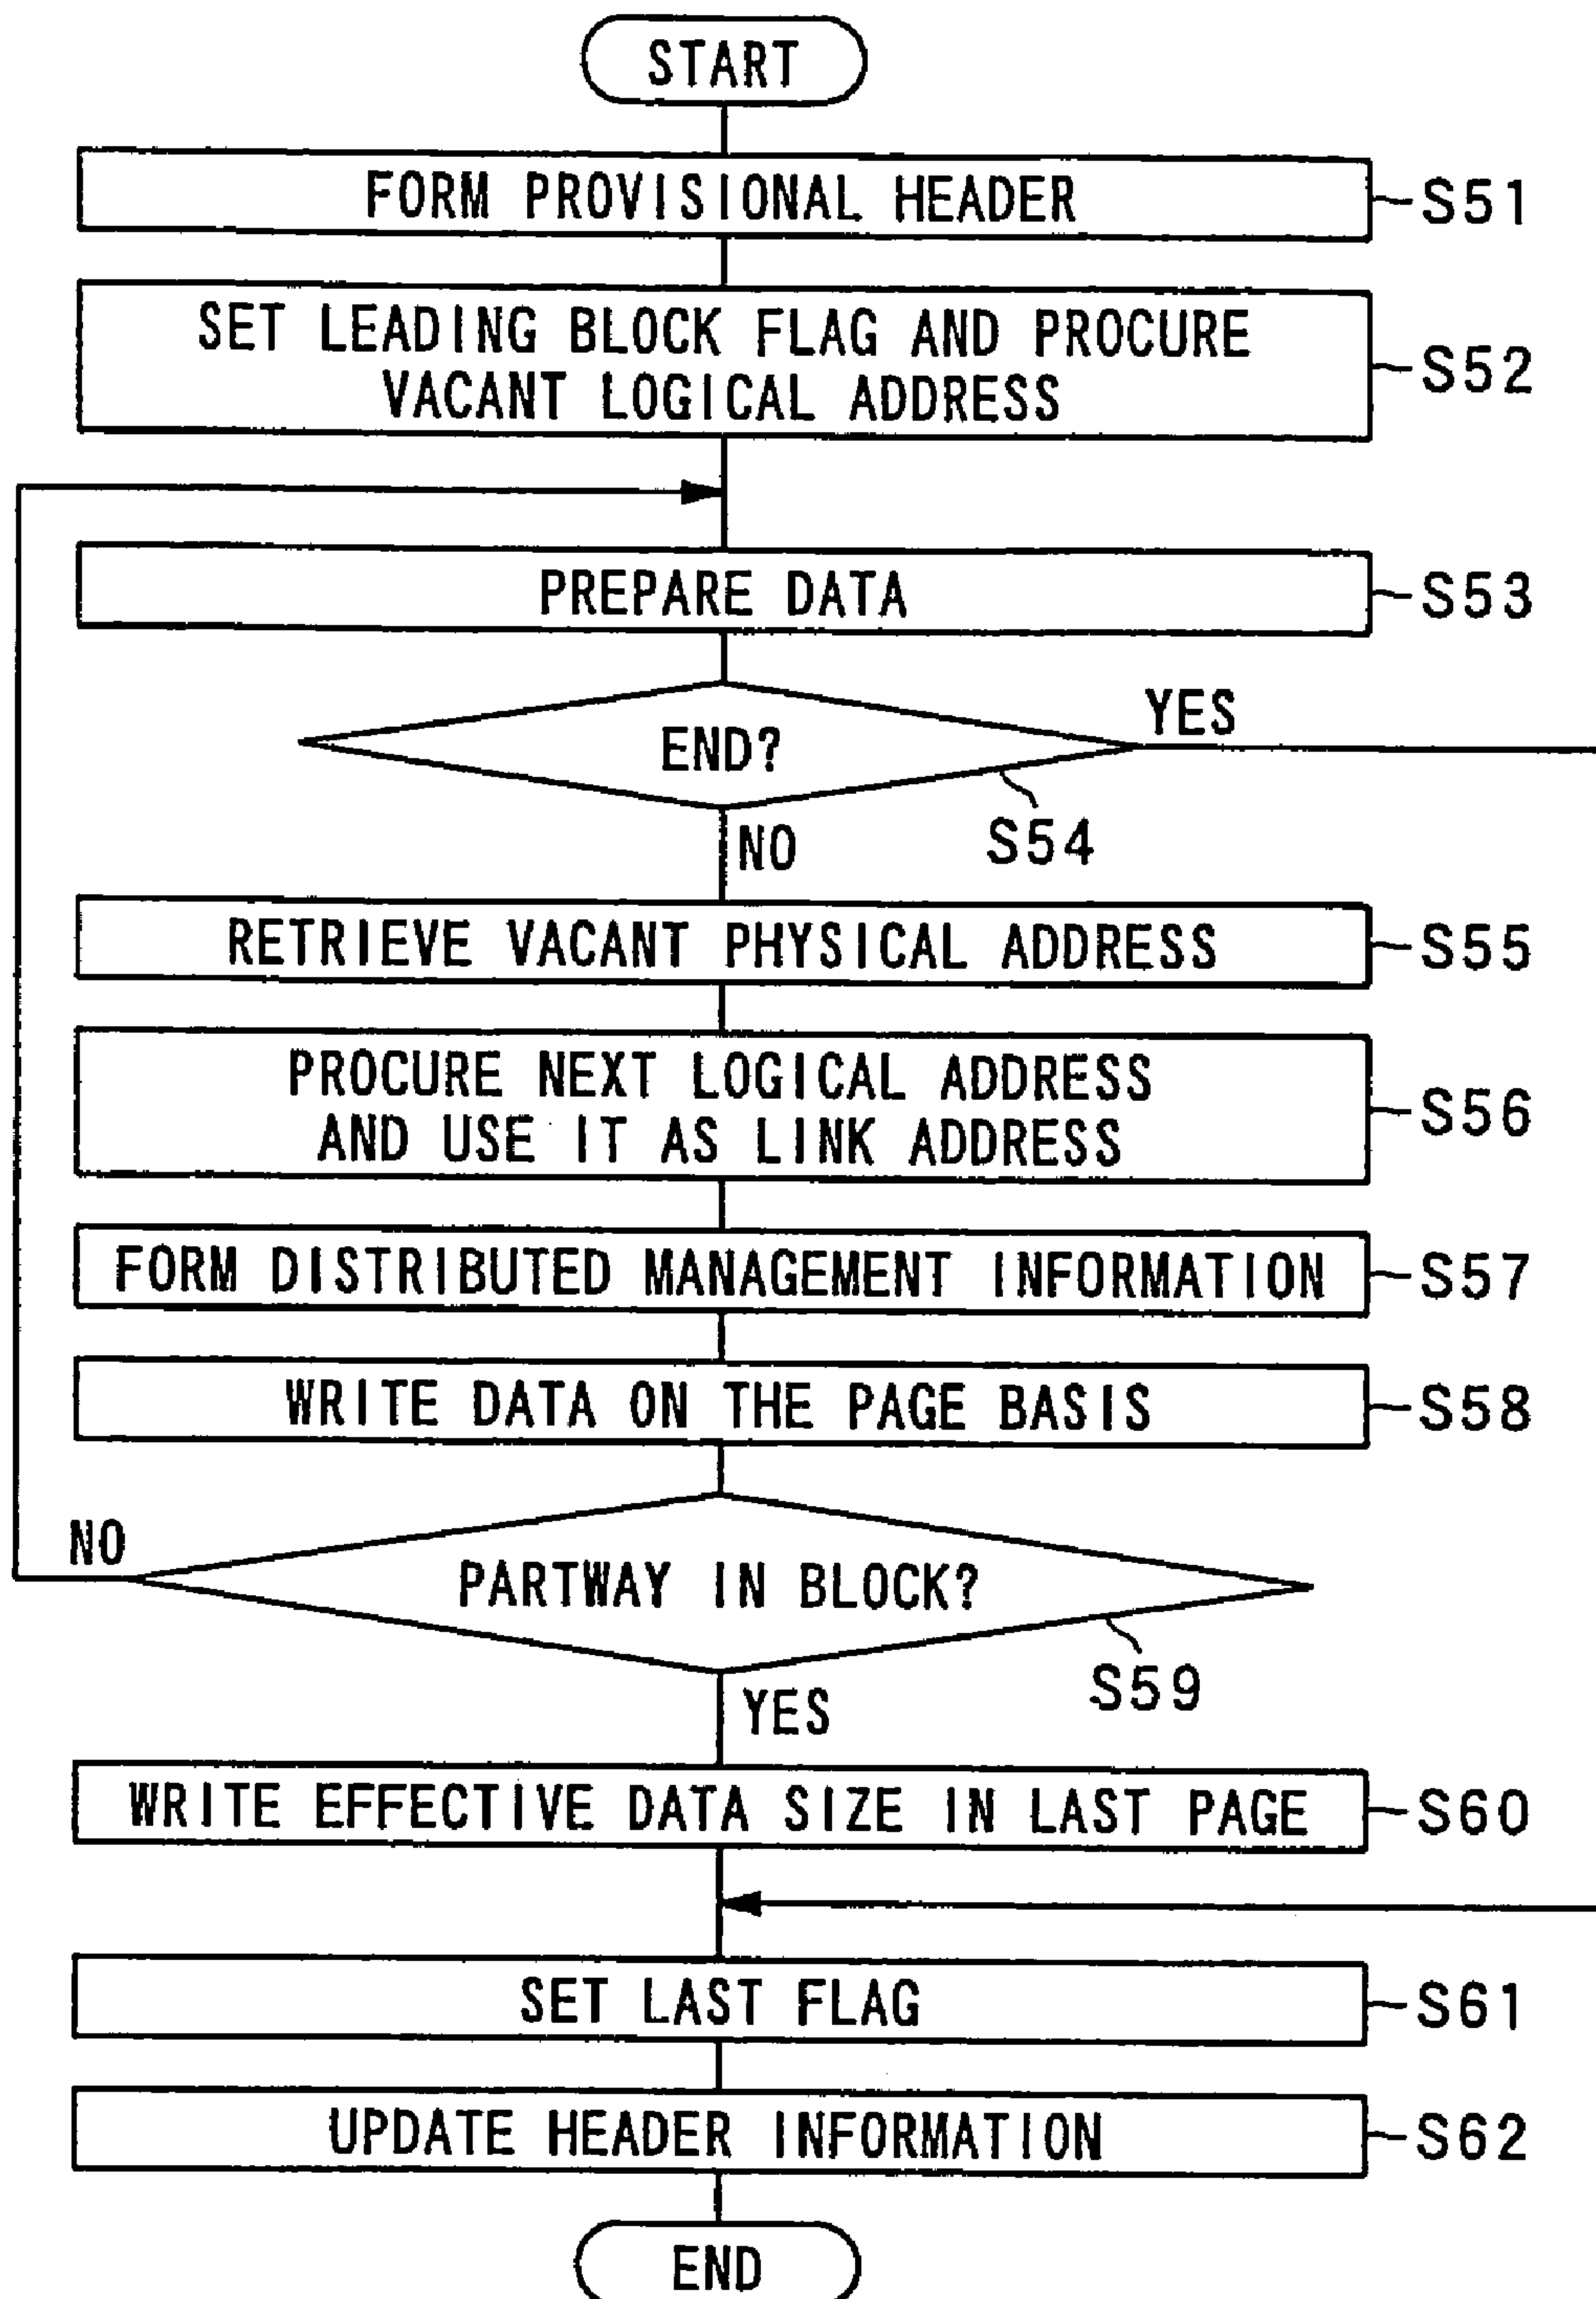 START
FORM PROVISIONAL HEADER
S51
SET LEADING BLOCK FLAG AND PROCURE
VACANT LOGICAL ADDRESS
S52
PREPARE DATA
S53
END?
YES
S54
NO
RETRIEVE VACANT PHYSICAL ADDRESS
S55
PROCURE NEXT LOGICAL ADDRESS
AND USE IT AS LINK ADDRESS
S56
FORM DISTRIBUTED MANAGEMENT INFORMATION
S57
WRITE DATA ON THE PAGE BASIS
S58
NO
PARTWAY IN BLOCK?
S59
YES
WRITE EFFECTIVE DATA SIZE IN LAST PAGE
S60
SET LAST FLAG
S61
UPDATE HEADER INFORMATION
S62
END